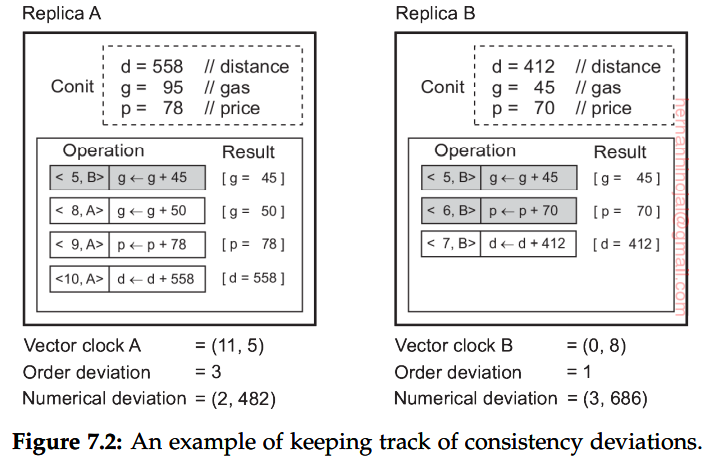 Replica A
Conit
d = 558 // distance
g = 95 // gas
p = 78 // price
Operation Result
< 5, B> g ← g + 45 [ g = 45 ]
< 8, A> g ← g + 50 [ g = 50 ]
< 9, A> p ← p + 78 [ p = 78 ]
<10, A> d ← d + 558 [ d = 558 ]
Vector clock A = (11, 5)
Order deviation = 3
Numerical deviation = (2, 482)
Replica B
Conit
d = 412 // distance
g = 45 // gas
p = 70 // price
Operation Result
< 5, B> g ← g + 45 [ g = 45 ]
< 6, B> p ← p + 70 [ p = 70 ]
< 7, B> d ← d + 412 [ d = 412 ]
Vector clock B = (0, 8)
Order deviation = 1
Numerical deviation = (3, 686)
Figure 7.2: An example of keeping track of consistency deviations.